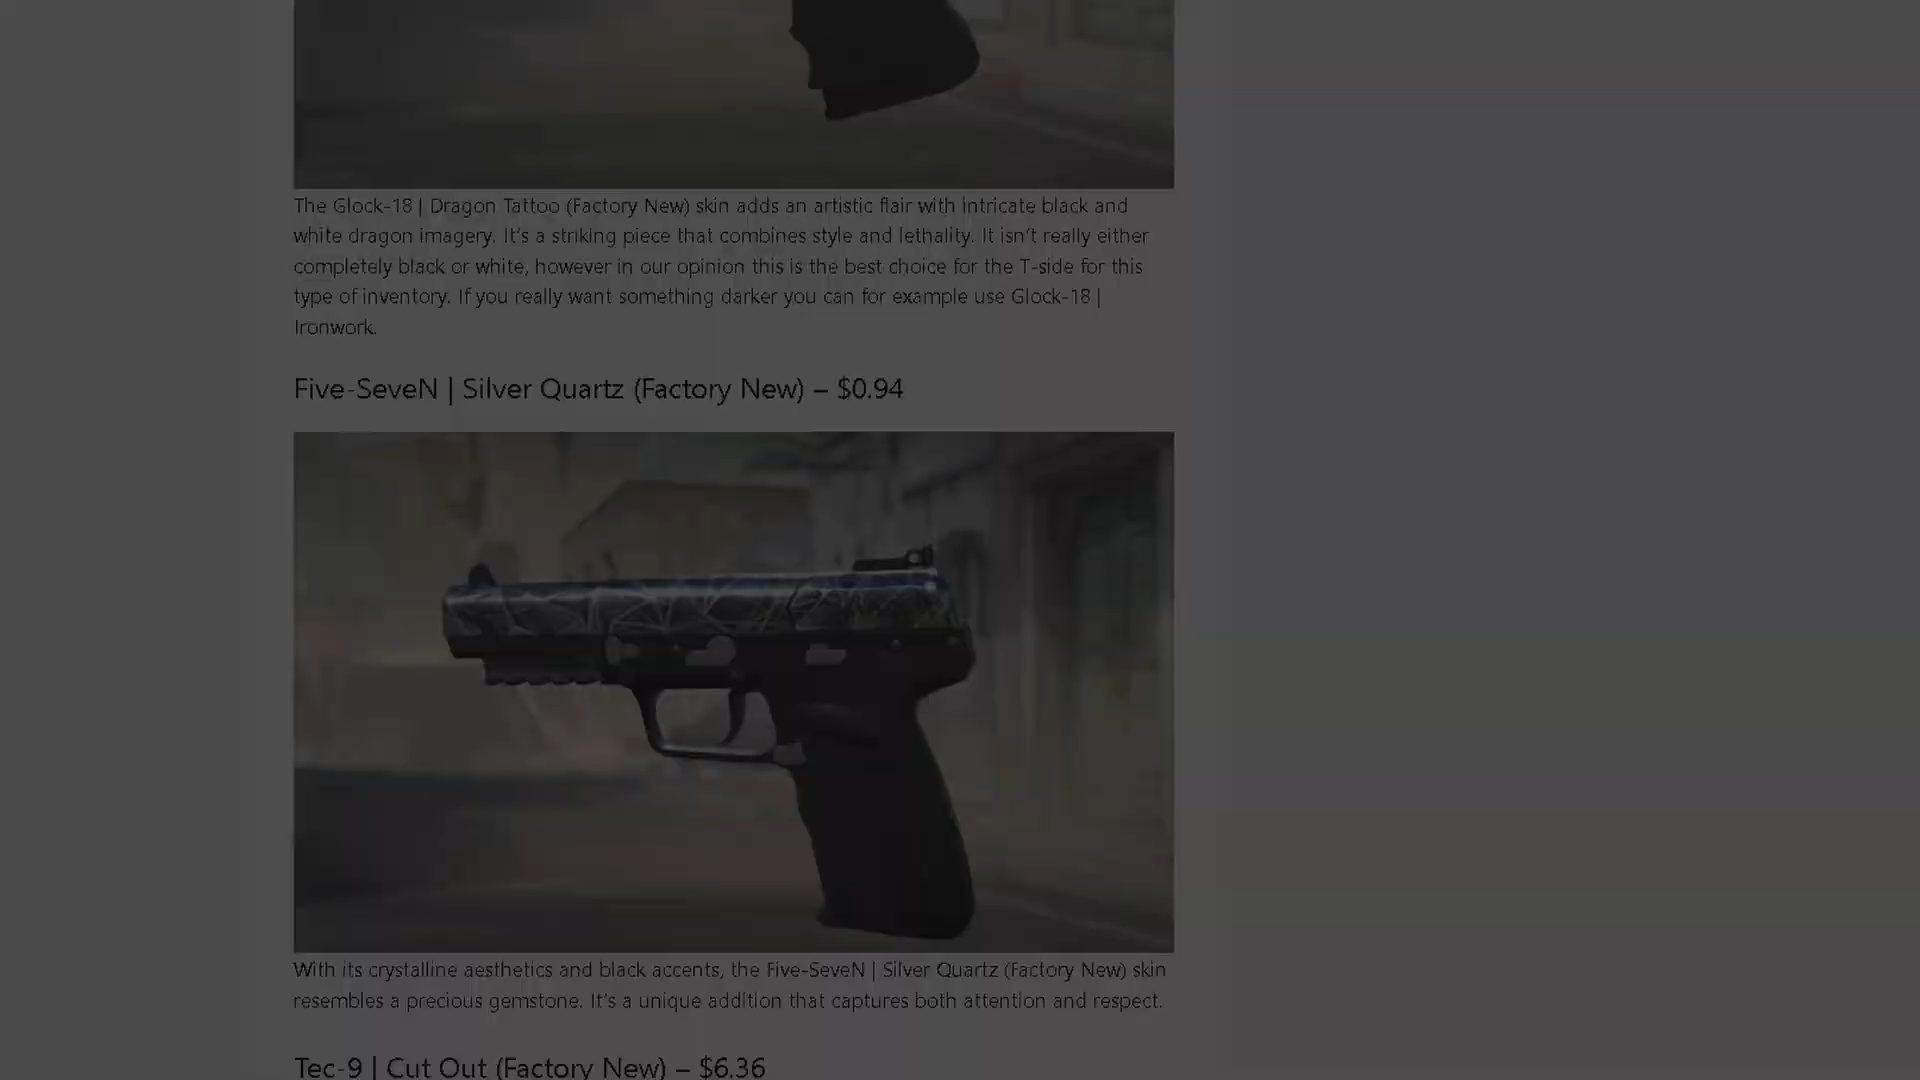 The Glock-18 | Dragon Tattoo (Factory New) skin adds an artistic flair with intricate black and
white dragon imagery. It's a striking piece that combines style and lethality. It isn't really either
completely black or white, however in our opinion this is the best choice for the T-side for this
type of inventory. If you really want something darker you can for example use Glock-18 |
Ironwork.
Five-SeveN | Silver Quartz (Factory New) – $0.94
With its crystalline aesthetics and black accents, the Five-SeveN | Silver Quartz (Factory New) skin
resembles a precious gemstone. It's a unique addition that captures both attention and respect.
Tec-9 | Cut Out (Factory New) – $6.36